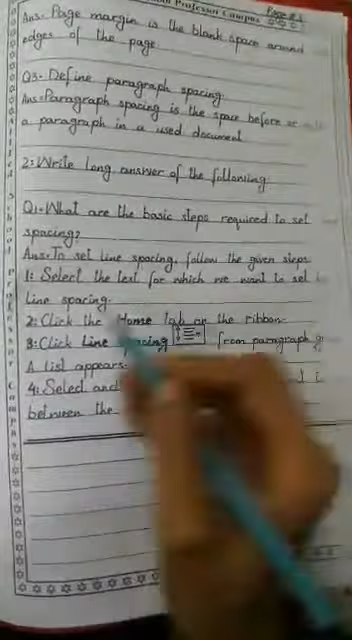 Professor Campus
Page # 1
Ans: Page margin is the blank space around
edges of the page
Q3: Define paragraph spacing.
Ans: Paragraph spacing is the space before or
a paragraph in a used document
2: Write long answer of the following
Q1: What are the basic steps required to set
spacing?
Ans: To set line spacing, follow the given steps
1: Select the text for which we want to set
Line spacing.
2: Click the Home tab on the ribbon.
3: Click Line spacing from paragraph
A list appears.
4: Select and
between the